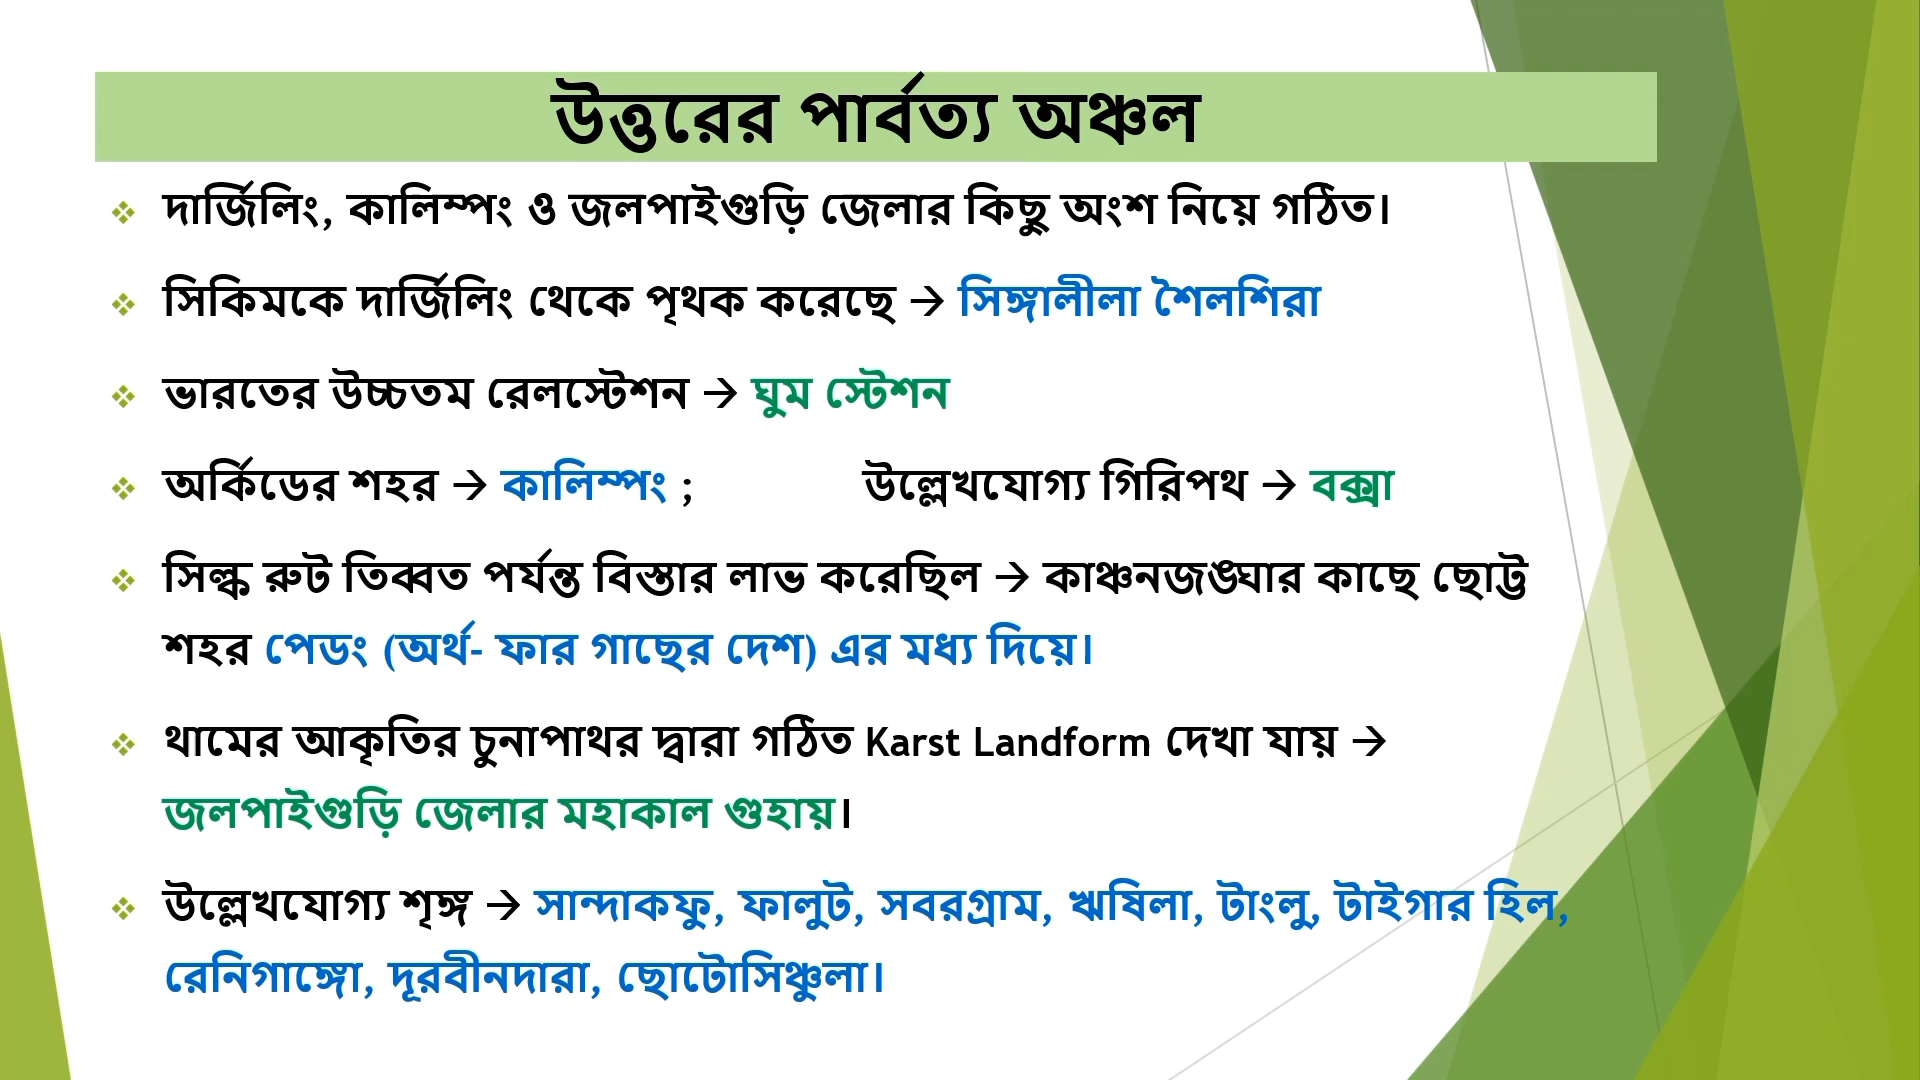 উত্তরের পার্বত্য অঞ্চল
দার্জিলিং, কালিম্পং ও জলপাইগুড়ি জেলার কিছু অংশ নিয়ে গঠিত।
সিকিমকে দার্জিলিং থেকে পৃথক করেছে → সিঙ্গালীলা শৈলশিরা
ভারতের উচ্চতম রেলস্টেশন → ঘুম স্টেশন
অর্কিডের শহর → কালিম্পং ; উল্লেখযোগ্য গিরিপথ → বক্সা
সিল্ক রুট তিব্বত পর্যন্ত বিস্তার লাভ করেছিল → কাঞ্চনজঙ্ঘার কাছে ছোট্ট
শহর পেডং (অর্থ- ফার গাছের দেশ) এর মধ্য দিয়ে।
থামের আকৃতির চুনাপাথর দ্বারা গঠিত Karst Landform দেখা যায় →
জলপাইগুড়ি জেলার মহাকাল গুহায়।
উল্লেখযোগ্য শৃঙ্গ → সান্দাকফু, ফালুট, সবরগ্রাম, ঋষিলা, টাংলু, টাইগার হিল,
রেনিগাঙ্গো, দূরবীনদারা, ছোটোসিঞ্চুলা।